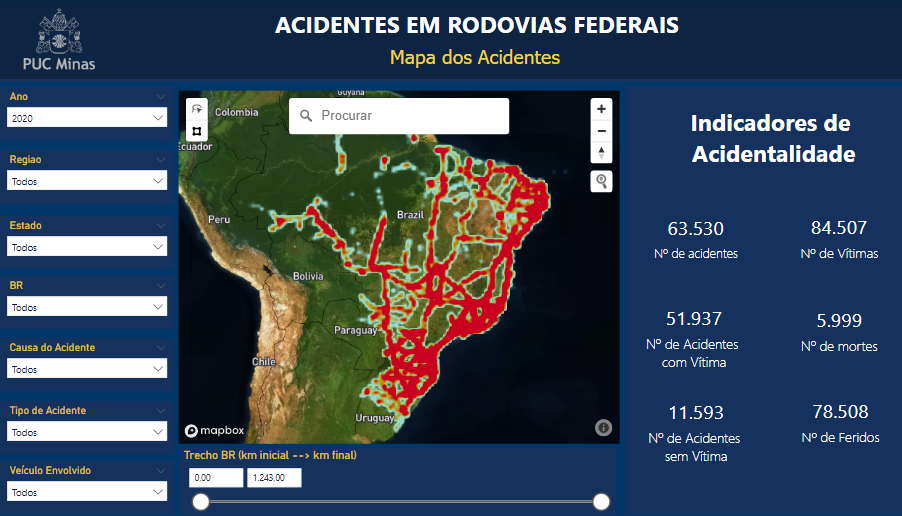 ACIDENTES EM RODOVIAS FEDERAIS
Mapa dos Acidentes
PUC Minas
Ano
2020
Regiao
Todos
Estado
Todos
BR
Todos
Causa do Acidente
Todos
Tipo de Acidente
Todos
Veículo Envolvido
Todos
Procurar
Guyana
Colombia
Ecuador
Peru
Brazil
Bolivia
Paraguay
Chile
Uruguay
mapbox
Trecho BR (km inicial --> km final)
0,00
1.243,00
Indicadores de
Acidentalidade
63.530
Nº de acidentes
84.507
Nº de Vítimas
51.937
Nº de Acidentes
com Vítima
5.999
Nº de mortes
11.593
Nº de Acidentes
sem Vítima
78.508
Nº de Feridos